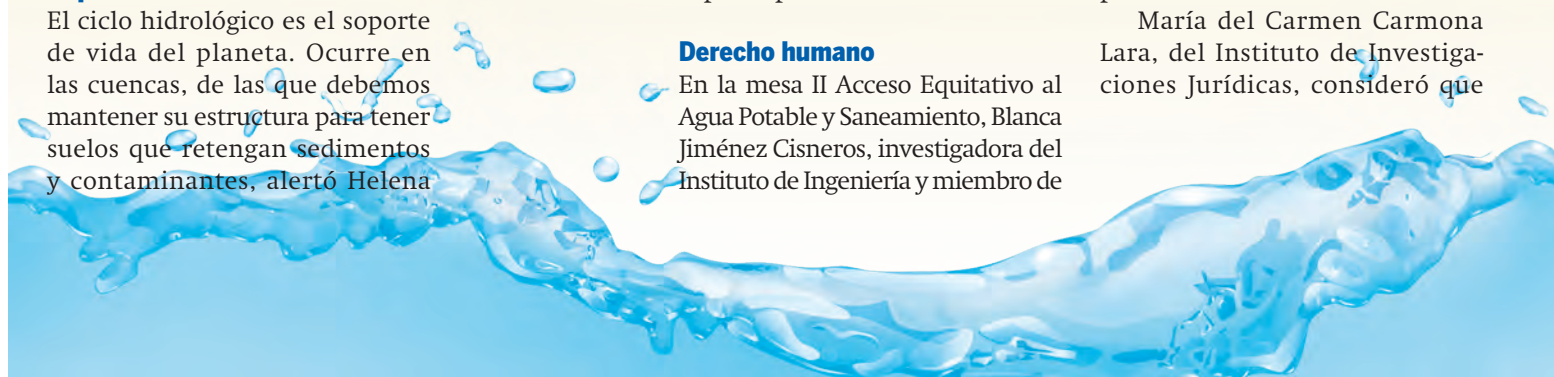 El ciclo hidrológico es el soporte
de vida del planeta. Ocurre en
las cuencas, de las que debemos
mantener su estructura para tener
suelos que retengan sedimentos
y contaminantes, alertó Helena
Derecho humano
En la mesa II Acceso Equitativo al
Agua Potable y Saneamiento, Blanca
Jiménez Cisneros, investigadora del
Instituto de Ingeniería y miembro de
María del Carmen Carmona
Lara, del Instituto de Investiga-
ciones Jurídicas, consideró que